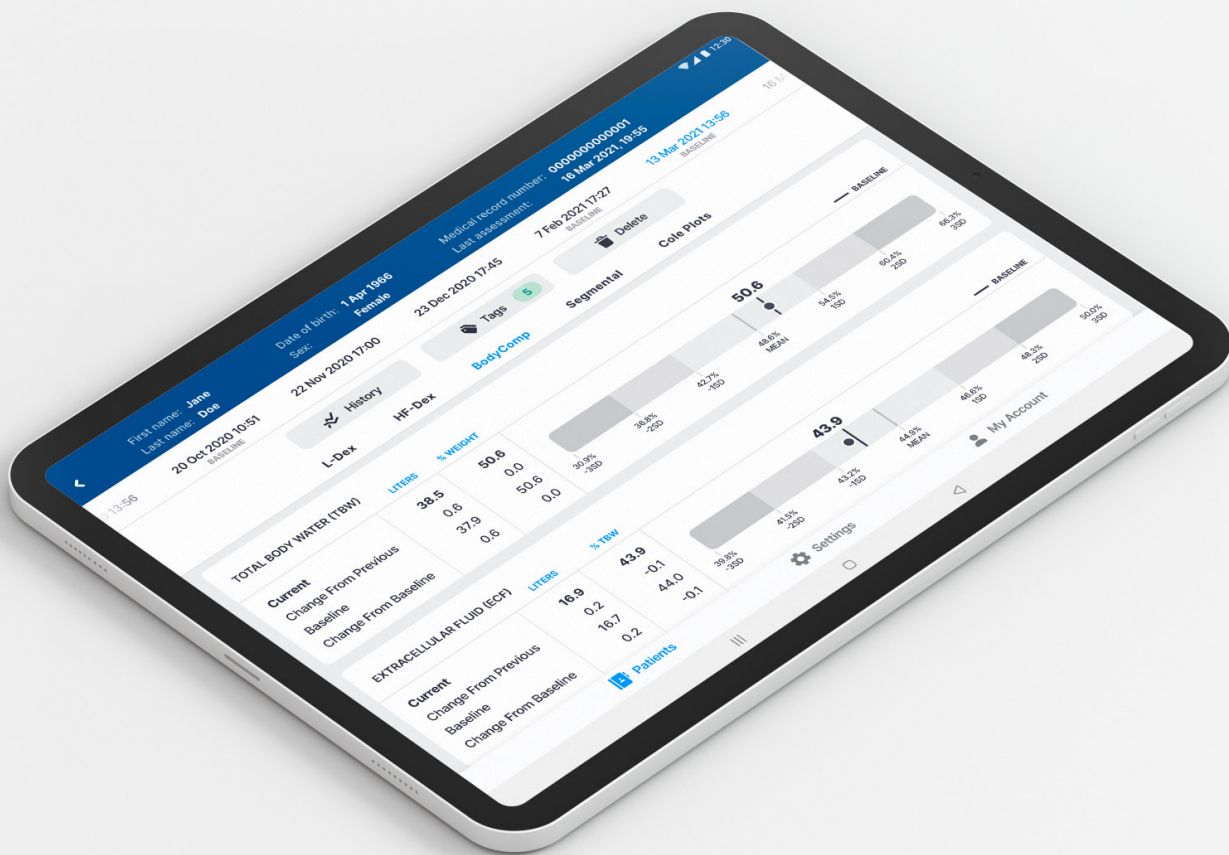 12:30
First name: Jane
Last name: Doe
Date of birth: 1 Apr 1966
Sex: Female
Medical record number: 0000000000001
Last assessment: 16 Mar 2021, 19:55
13:56
20 Oct 2020 10:51
BASELINE
22 Nov 2020 17:00
23 Dec 2020 17:45
7 Feb 2021 17:27
BASELINE
13 Mar 2021 13:56
BASELINE
16 M
History
Tags 5
Delete
L-Dex
HF-Dex
BodyComp
Segmental
Cole Plots
TOTAL BODY WATER (TBW) LITERS % WEIGHT
BASELINE
Current 38.5 50.6
Change From Previous 0.6 0.0
Baseline 37.9 50.6
Change From Baseline 0.6 0.0
50.6
30.9% 36.8% 42.7% 48.6% 54.5% 60.4% 66.3%
-3SD -2SD -1SD MEAN 1SD 2SD 3SD
EXTRACELLULAR FLUID (ECF) LITERS % TBW
BASELINE
Current 16.9 43.9
Change From Previous 0.2 -0.1
Baseline 16.7 44.0
Change From Baseline 0.2 -0.1
43.9
39.8% 41.5% 43.2% 44.9% 46.6% 48.3% 50.0%
-3SD -2SD -1SD MEAN 1SD 2SD 3SD
Patients
Settings
My Account